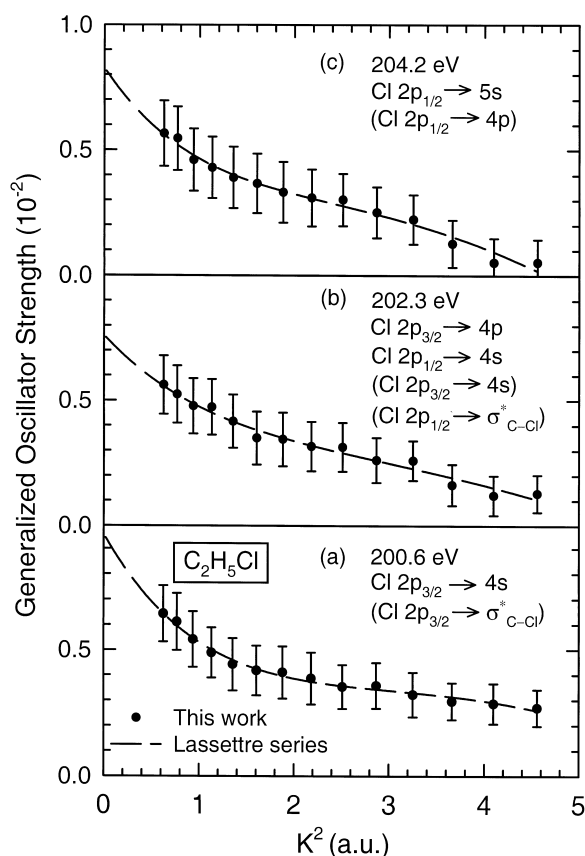 Generalized Oscillator Strength (10⁻²)
1.0
0.5
0.0
(c)
204.2 eV
Cl 2p₁/₂ → 5s
(Cl 2p₁/₂ → 4p)
0.5
0.0
(b)
202.3 eV
Cl 2p₃/₂ → 4p
Cl 2p₁/₂ → 4s
(Cl 2p₃/₂ → 4s)
(Cl 2p₁/₂ → σ*C–Cl)
0.5
0.0
C₂H₅Cl
(a)
200.6 eV
Cl 2p₃/₂ → 4s
(Cl 2p₃/₂ → σ*C–Cl)
This work
Lassettre series
0 1 2 3 4 5
K² (a.u.)